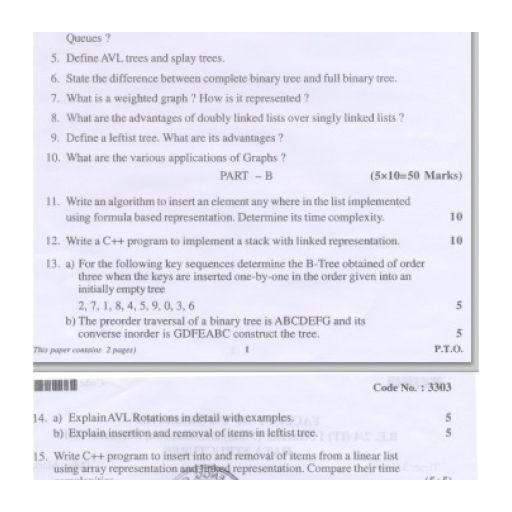 Queues ?
5. Define AVL trees and splay trees.
6. State the difference between complete binary tree and full binary tree.
7. What is a weighted graph ? How is it represented ?
8. What are the advantages of doubly linked lists over singly linked lists ?
9. Define a leftist tree. What are its advantages ?
10. What are the various applications of Graphs ?
PART – B (5×10=50 Marks)
11. Write an algorithm to insert an element any where in the list implemented
using formula based representation. Determine its time complexity. 10
12. Write a C++ program to implement a stack with linked representation. 10
13. a) For the following key sequences determine the B-Tree obtained of order
three when the keys are inserted one-by-one in the order given into an
initially empty tree
2, 7, 1, 8, 4, 5, 9, 0, 3, 6 5
b) The preorder traversal of a binary tree is ABCDEFG and its
converse inorder is GDFEABC construct the tree. 5
This paper contains 2 pages) 1 P.T.O.
Code No. : 3303
14. a) Explain AVL Rotations in detail with examples. 5
b) Explain insertion and removal of items in leftist tree. 5
15. Write C++ program to insert into and removal of items from a linear list
using array representation and linked representation. Compare their time